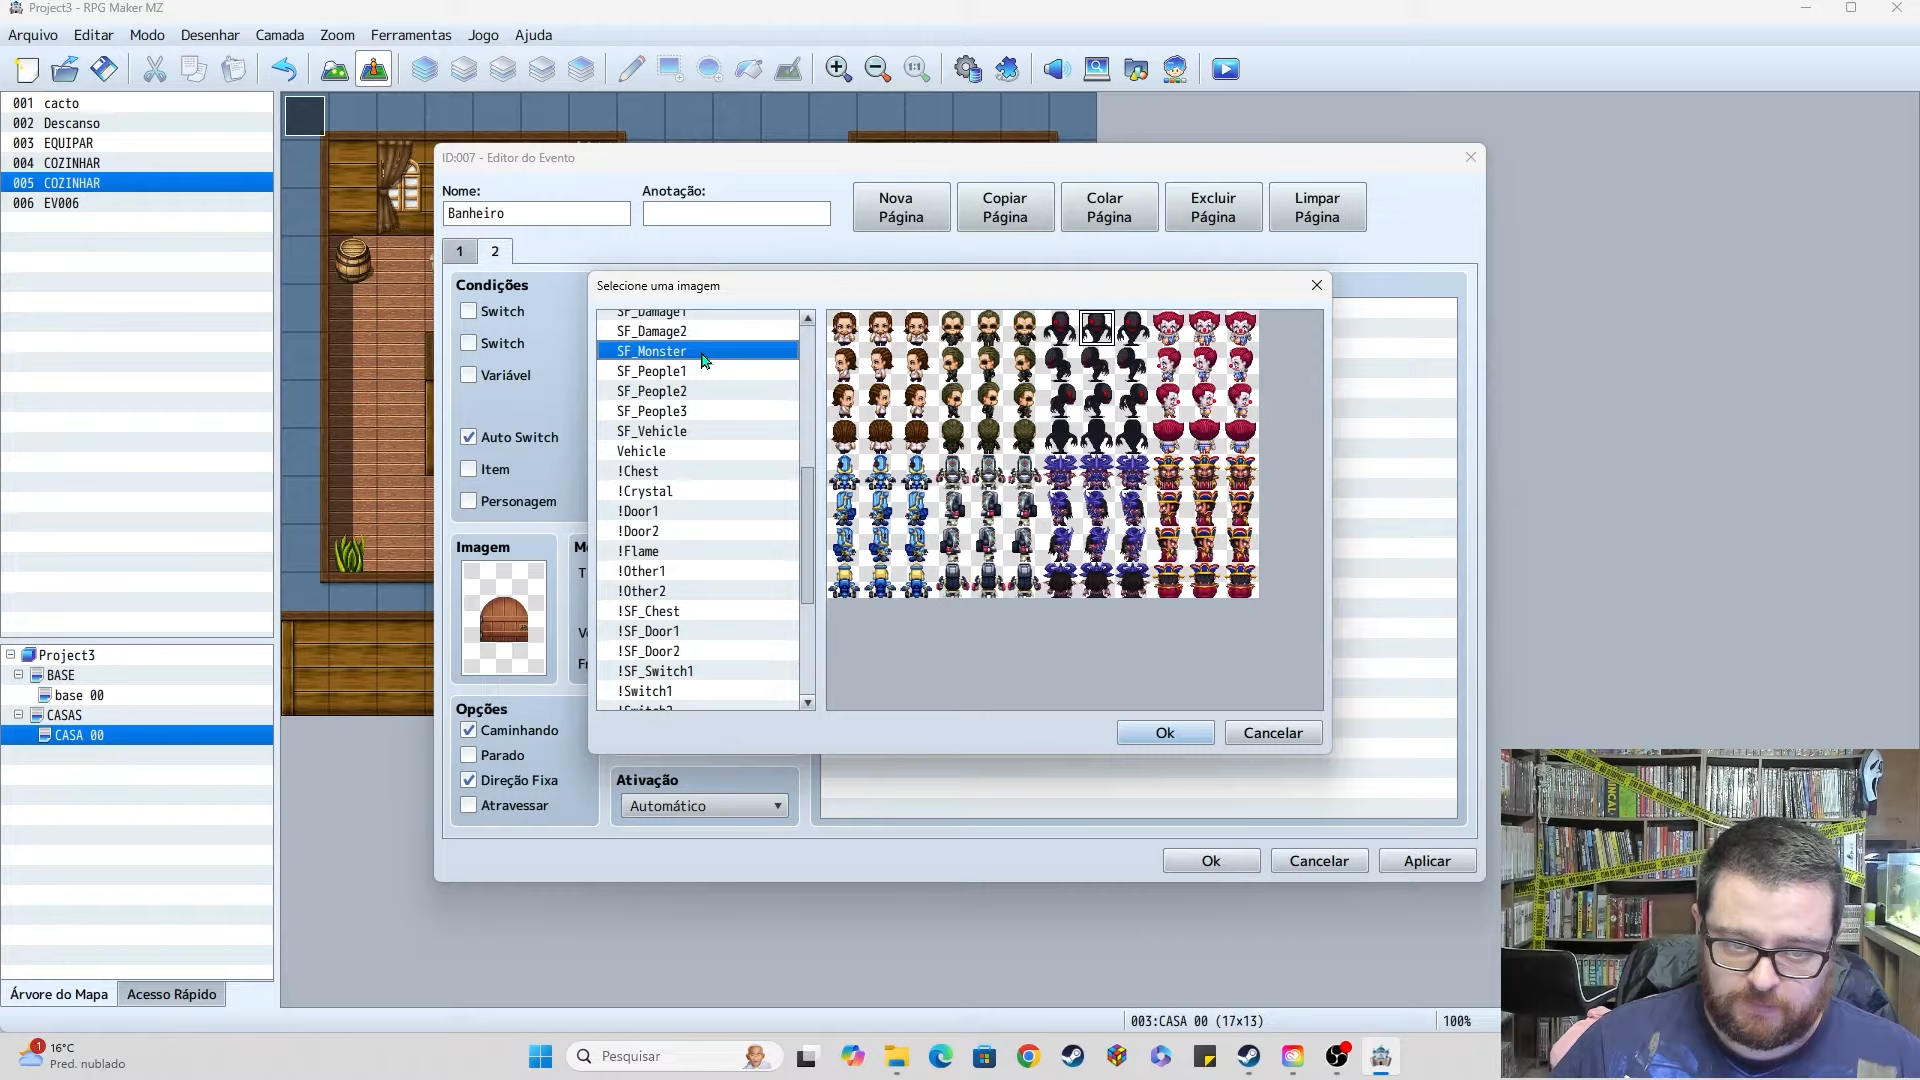 Project3 - RPG Maker MZ
Arquivo Editar Modo Desenhar Camada Zoom Ferramentas Jogo Ajuda
1:1
001 cacto
002 Descanso
003 EQUIPAR
004 COZINHAR
005 COZINHAR
006 EV006
ID:007 - Editor do Evento
Nome:
Anotação:
Banheiro
Nova Página
Copiar Página
Colar Página
Excluir Página
Limpar Página
1 2
Condições
Switch
Switch
Variável
Auto Switch
Item
Personagem
Imagem
Opções
Caminhando
Parado
Direção Fixa
Atravessar
Ativação
Automático
Ok Cancelar Aplicar
Selecione uma imagem
SF_Damage1
SF_Damage2
SF_Monster
SF_People1
SF_People2
SF_People3
SF_Vehicle
Vehicle
!Chest
!Crystal
!Door1
!Door2
!Flame
!Other1
!Other2
!SF_Chest
!SF_Door1
!SF_Door2
!SF_Switch1
!Switch1
Ok Cancelar
Project3
BASE
base 00
CASAS
CASA 00
Árvore do Mapa Acesso Rápido
003:CASA 00 (17x13) 100%
1
16°C
Pred. nublado
Pesquisar